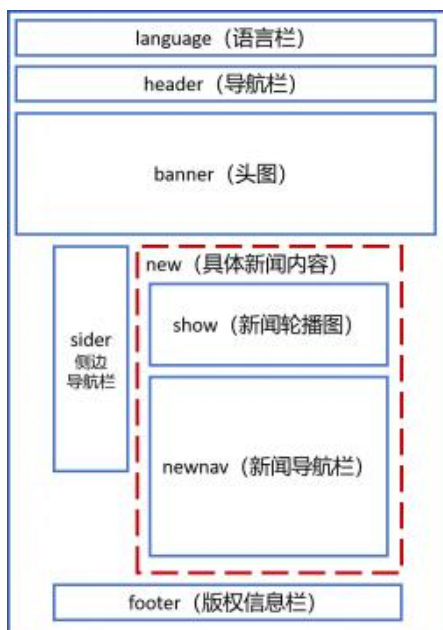 language（语言栏）
header（导航栏）
banner（头图）
new（具体新闻内容）
sider
侧边
导航栏
show（新闻轮播图）
newnav（新闻导航栏）
footer（版权信息栏）